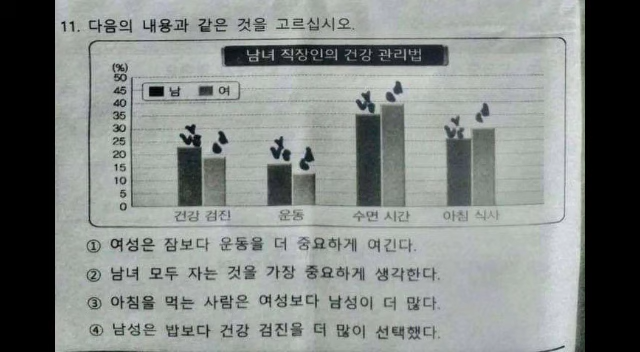 11. 다음의 내용과 같은 것을 고르십시오.
남녀 직장인의 건강 관리법
(%)
50
45
40
35
30
25
20
15
10
5
0
남 여
건강 검진 운동 수면 시간 아침 식사
① 여성은 잠보다 운동을 더 중요하게 여긴다.
② 남녀 모두 자는 것을 가장 중요하게 생각한다.
③ 아침을 먹는 사람은 여성보다 남성이 더 많다.
④ 남성은 밥보다 건강 검진을 더 많이 선택했다.